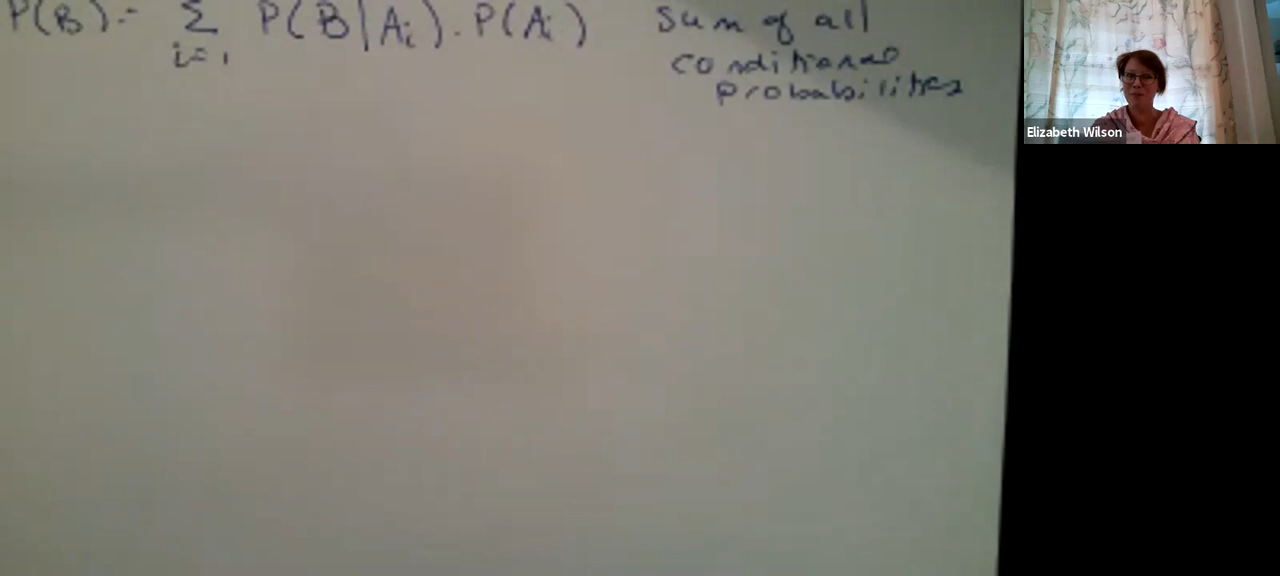 P(B) = Σ P(B|Ai) . P(Ai) Sum of all
i=1 conditional
probabilities
Elizabeth Wilson